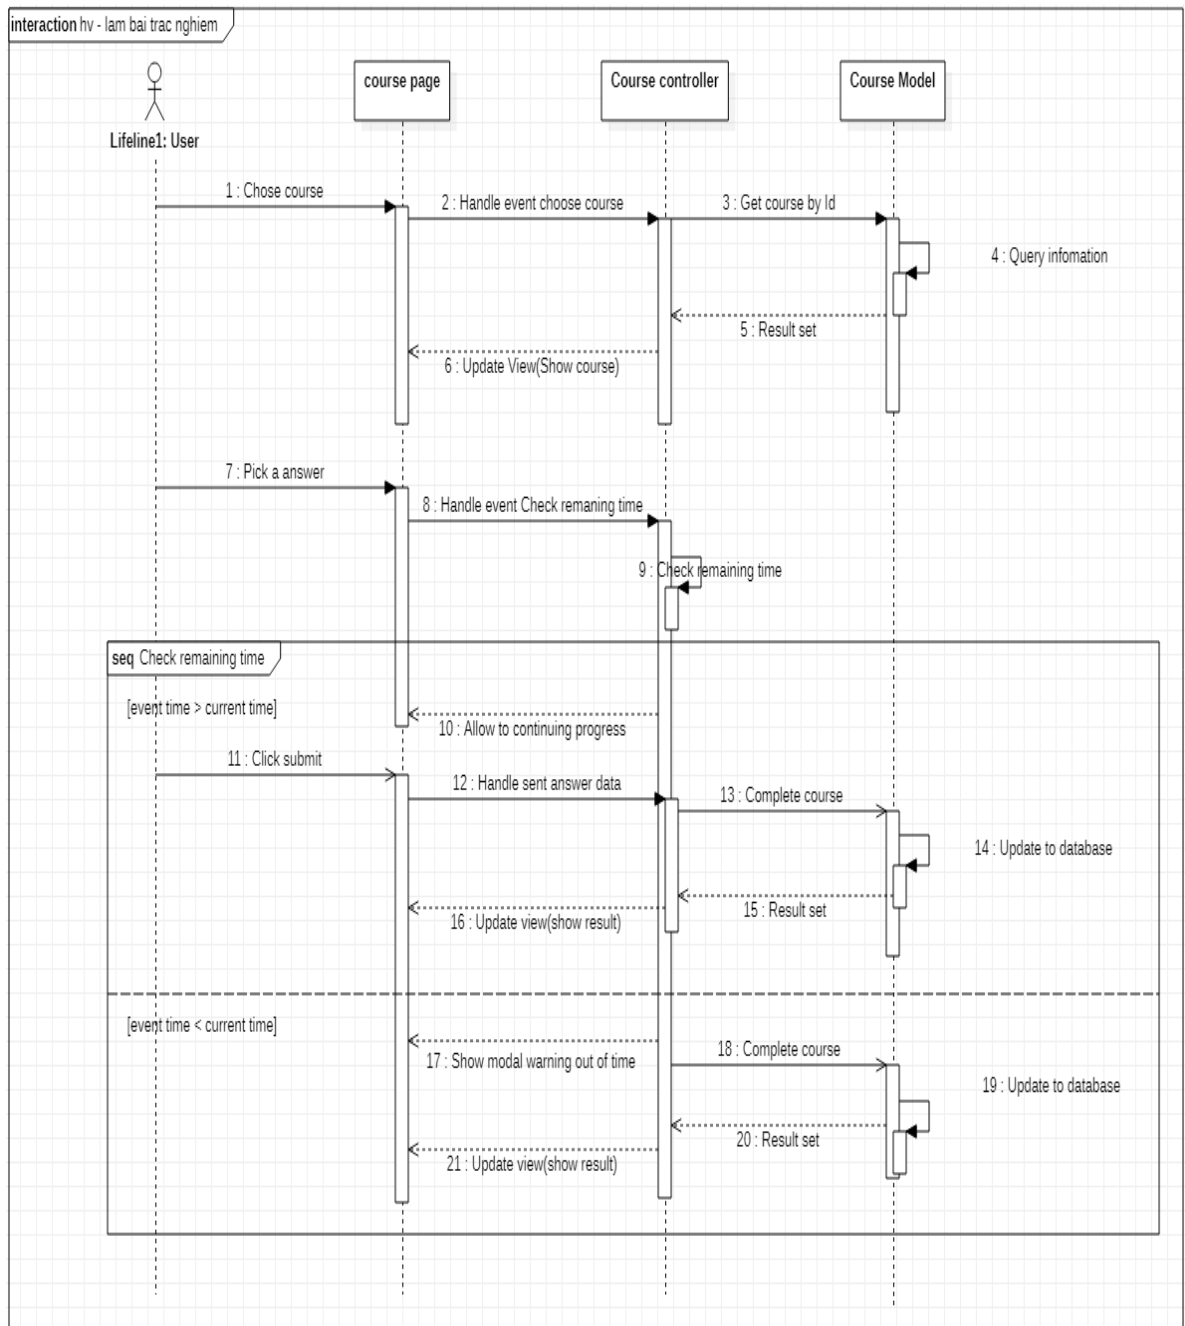 interaction hv - lam bai trac nghiem
course page
Course controller
Course Model
Lifeline1: User
1 : Chose course
2 : Handle event choose course
3 : Get course by Id
4 : Query infomation
5 : Result set
6 : Update View(Show course)
7 : Pick a answer
8 : Handle event Check remaning time
9 : Check remaining time
seq Check remaining time
[event time > current time]
10 : Allow to continuing progress
11 : Click submit
12 : Handle sent answer data
13 : Complete course
14 : Update to database
15 : Result set
16 : Update view(show result)
[event time < current time]
17 : Show modal warning out of time
18 : Complete course
19 : Update to database
20 : Result set
21 : Update view(show result)